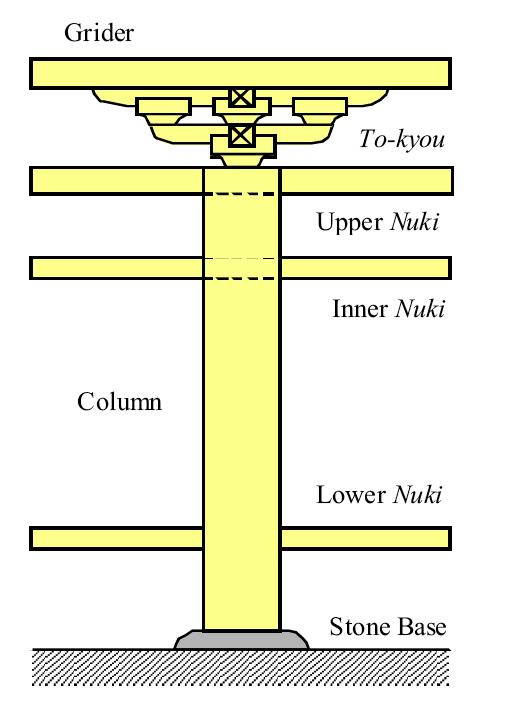 Grider
To-kyou
Upper Nuki
Inner Nuki
Column
Lower Nuki
Stone Base